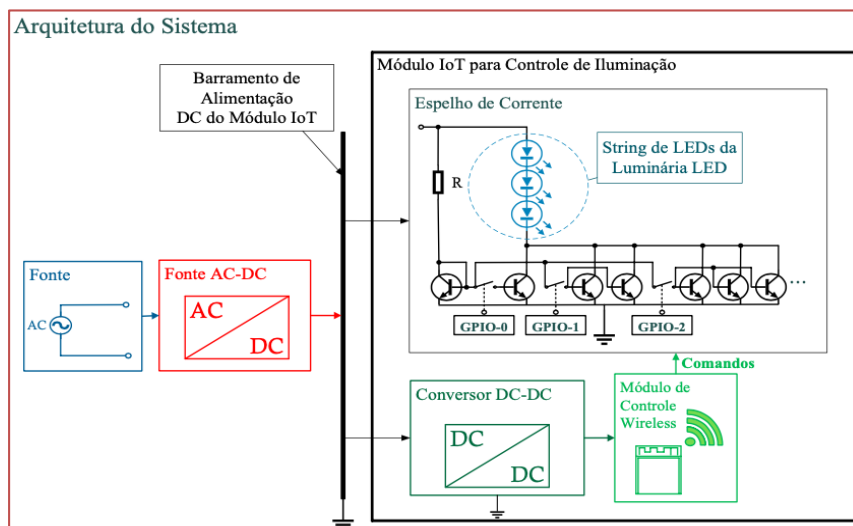 Arquitetura do Sistema
Barramento de
Alimentação
DC do Módulo IoT
Módulo IoT para Controle de Iluminação
Espelho de Corrente
String de LEDs da
Luminária LED
R
Fonte
AC
Fonte AC-DC
AC
DC
GPIO-0
GPIO-1
GPIO-2
...
Comandos
Conversor DC-DC
DC
DC
Módulo de
Controle
Wireless